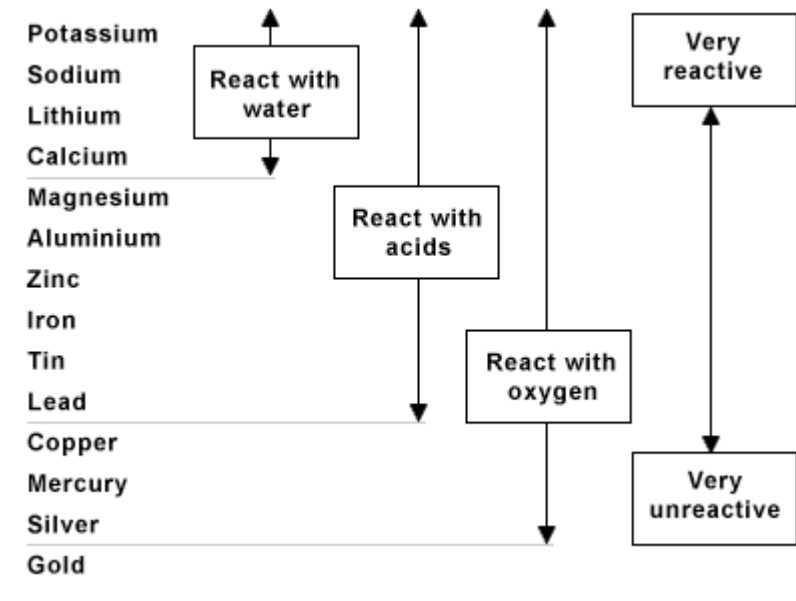 Potassium
Sodium
Lithium
Calcium
Magnesium
Aluminium
Zinc
Iron
Tin
Lead
Copper
Mercury
Silver
Gold
React with
water
React with
acids
React with
oxygen
Very
reactive
Very
unreactive